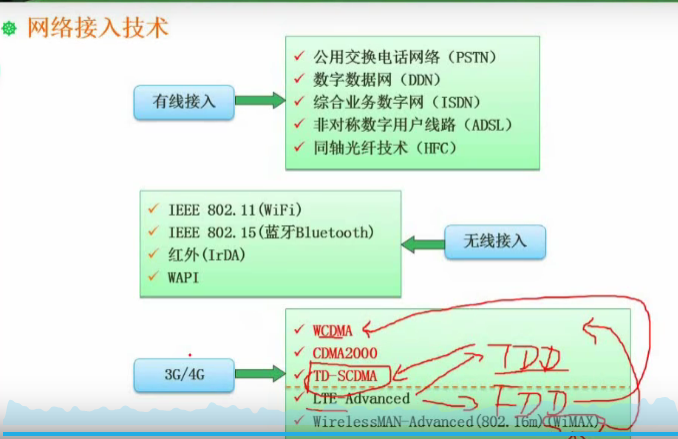 网络接入技术
公用交换电话网络（PSTN）
数字数据网（DDN）
有线接入
综合业务数字网（ISDN）
非对称数字用户线路（ADSL）
同轴光纤技术（HFC）
IEEE 802.11(WiFi)
IEEE 802.15(蓝牙Bluetooth)
无线接入
红外(IrDA)
WAPI
WCDMA
CDMA2000
TDD
3G/4G
TD-SCDMA
LTE-Advanced
FDD
WirelessMAN-Advanced(802.16m)(WiMAX)